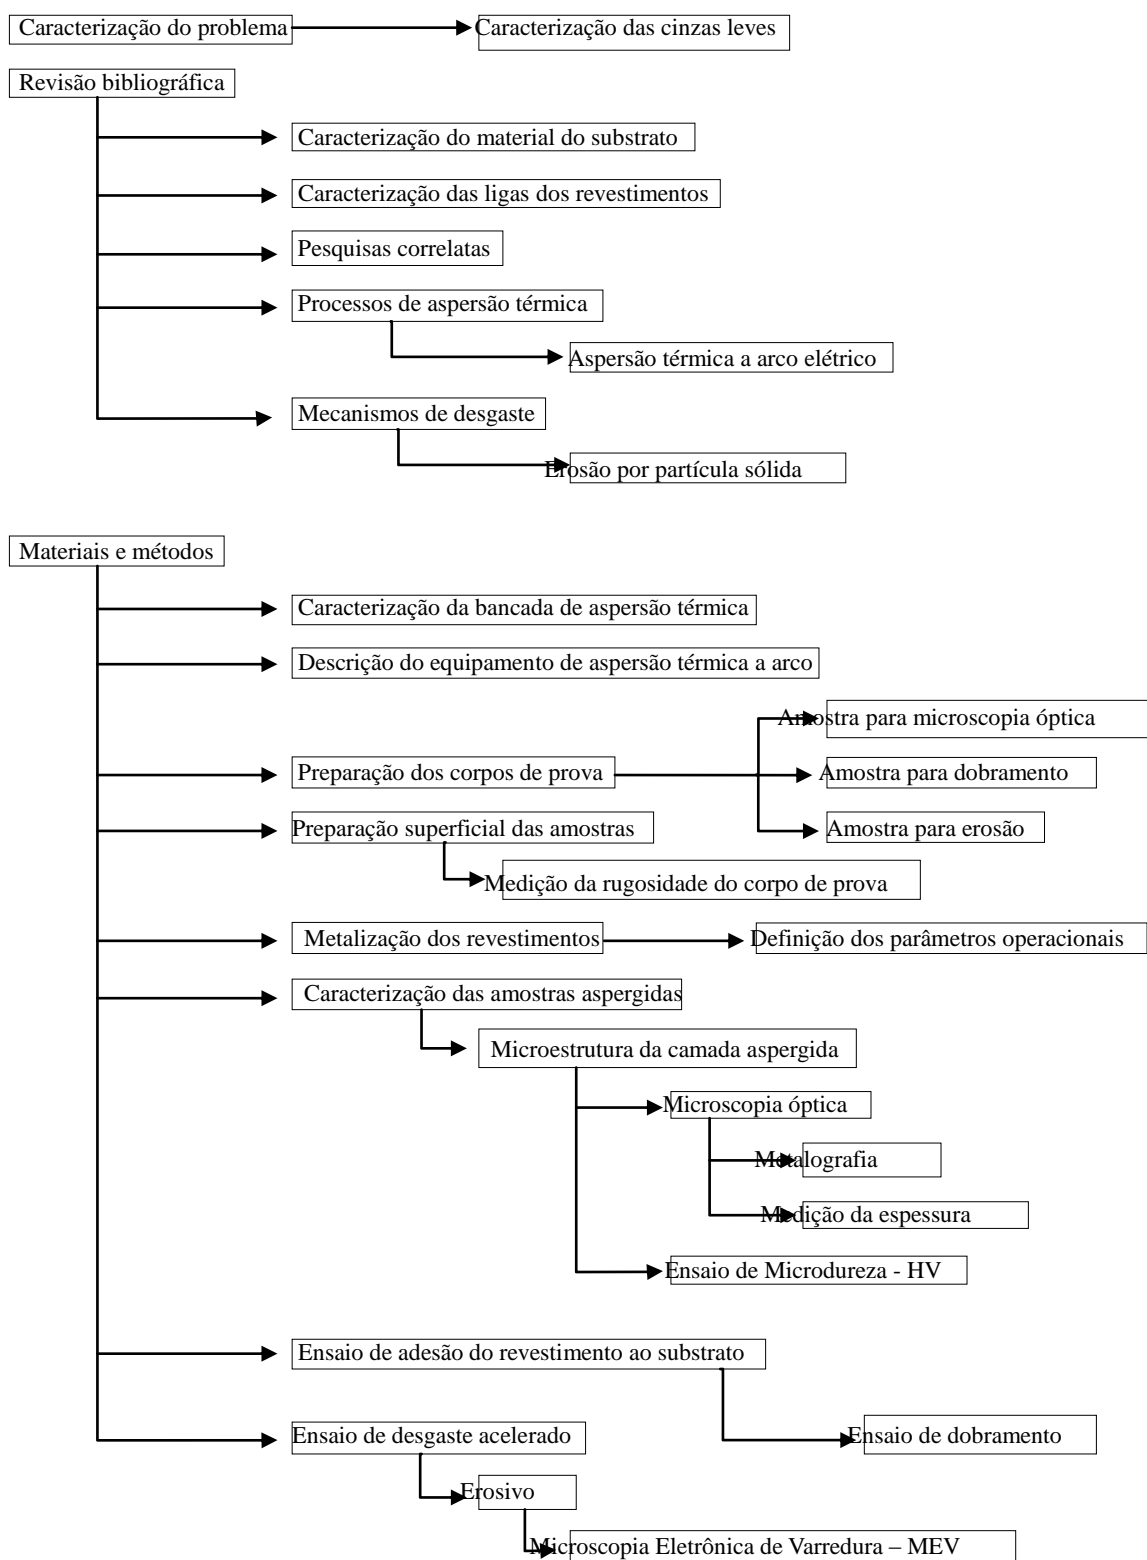 Caracterização do problema
Caracterização das cinzas leves
Revisão bibliográfica
Caracterização do material do substrato
Caracterização das ligas dos revestimentos
Pesquisas correlatas
Processos de aspersão térmica
Aspersão térmica a arco elétrico
Mecanismos de desgaste
Erosão por partícula sólida
Materiais e métodos
Caracterização da bancada de aspersão térmica
Descrição do equipamento de aspersão térmica a arco
Amostra para microscopia óptica
Preparação dos corpos de prova
Amostra para dobramento
Preparação superficial das amostras
Amostra para erosão
Medição da rugosidade do corpo de prova
Metalização dos revestimentos
Definição dos parâmetros operacionais
Caracterização das amostras aspergidas
Microestrutura da camada aspergida
Microscopia óptica
Metalografia
Medição da espessura
Ensaio de Microdureza - HV
Ensaio de adesão do revestimento ao substrato
Ensaio de desgaste acelerado
Ensaio de dobramento
Erosivo
Microscopia Eletrônica de Varredura – MEV